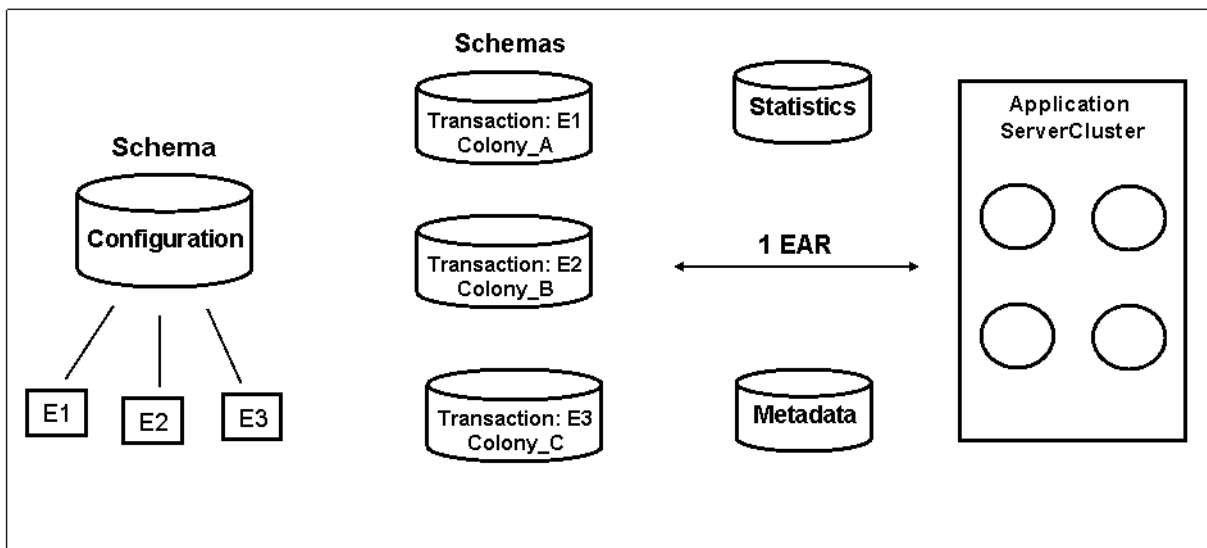 Schema
Configuration
E1
E2
E3
Schemas
Transaction: E1
Colony_A
Transaction: E2
Colony_B
Transaction: E3
Colony_C
Statistics
1 EAR
Metadata
Application
ServerCluster